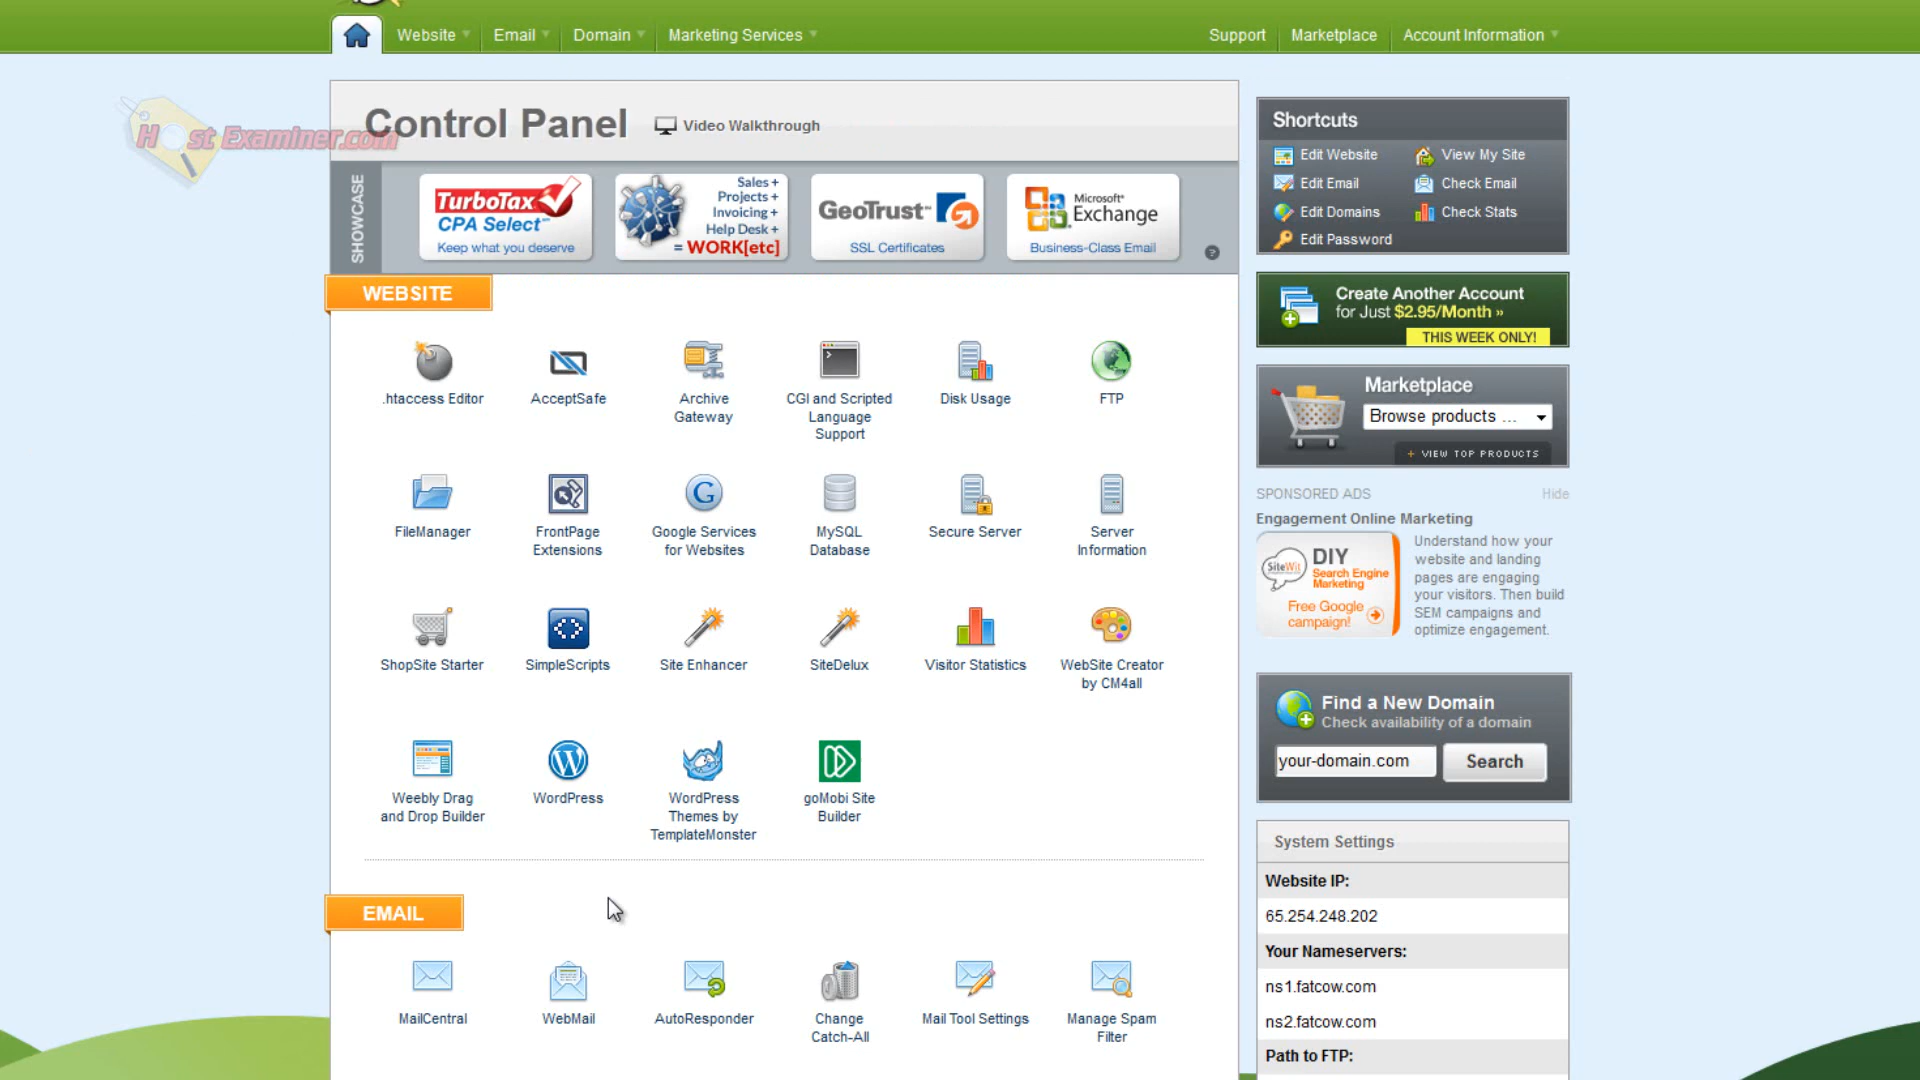 Website
Email
Domain
Marketing Services
Support
Marketplace
Account Information
Host Examiner.com
Control Panel
Video Walkthrough
SHOWCASE
TurboTax
CPA Select℠
Keep what you deserve
Sales +
Projects +
Invoicing +
Help Desk +
= WORK[etc]
GeoTrust™
SSL Certificates
Microsoft®
Exchange
Business-Class Email
?
WEBSITE
.htaccess Editor
AcceptSafe
Archive
Gateway
CGI and Scripted
Language
Support
Disk Usage
FTP
FileManager
FrontPage
Extensions
Google Services
for Websites
MySQL
Database
Secure Server
Server
Information
ShopSite Starter
SimpleScripts
Site Enhancer
SiteDelux
Visitor Statistics
WebSite Creator
by CM4all
Weebly Drag
and Drop Builder
WordPress
WordPress
Themes by
TemplateMonster
goMobi Site
Builder
EMAIL
MailCentral
WebMail
AutoResponder
Change
Catch-All
Mail Tool Settings
Manage Spam
Filter
Shortcuts
Edit Website
View My Site
Edit Email
Check Email
Edit Domains
Check Stats
Edit Password
Create Another Account
for Just $2.95/Month »
THIS WEEK ONLY!
Marketplace
Browse products ...
+ VIEW TOP PRODUCTS
SPONSORED ADS
Hide
Engagement Online Marketing
SiteWit
DIY
Search Engine
Marketing
Free Google
campaign!
Understand how your
website and landing
pages are engaging
your visitors. Then build
SEM campaigns and
optimize engagement.
Find a New Domain
Check availability of a domain
your-domain.com
Search
System Settings
Website IP:
65.254.248.202
Your Nameservers:
ns1.fatcow.com
ns2.fatcow.com
Path to FTP: